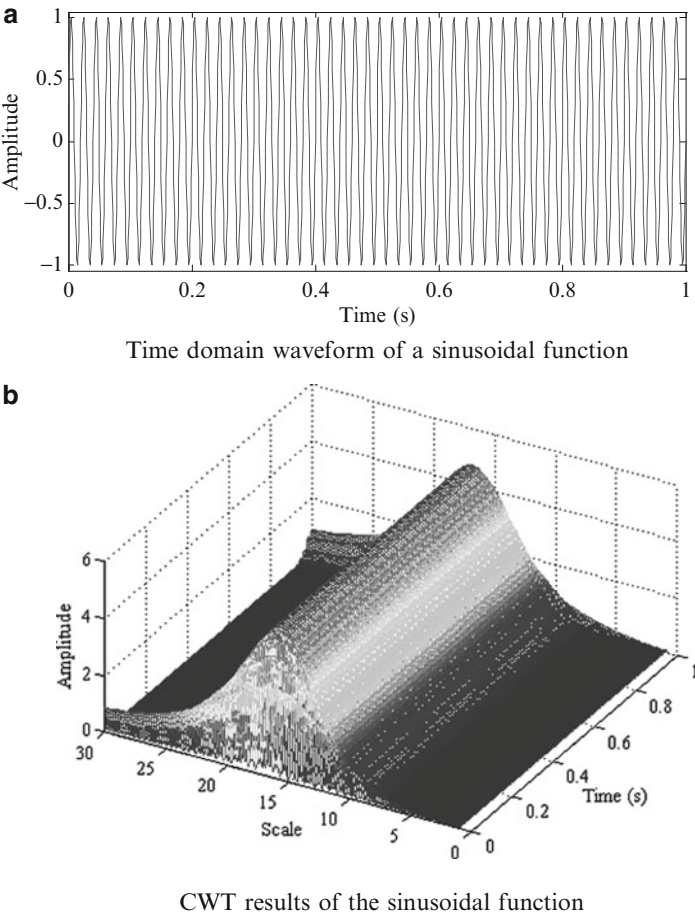 a
1
0.5
0
−0.5
−1
Amplitude
0 0.2 0.4 0.6 0.8 1
Time (s)
Time domain waveform of a sinusoidal function
b
6
4
2
0
Amplitude
30 25 20 15 10 5 0
Scale
0 0.2 0.4 0.6 0.8 1
Time (s)
CWT results of the sinusoidal function